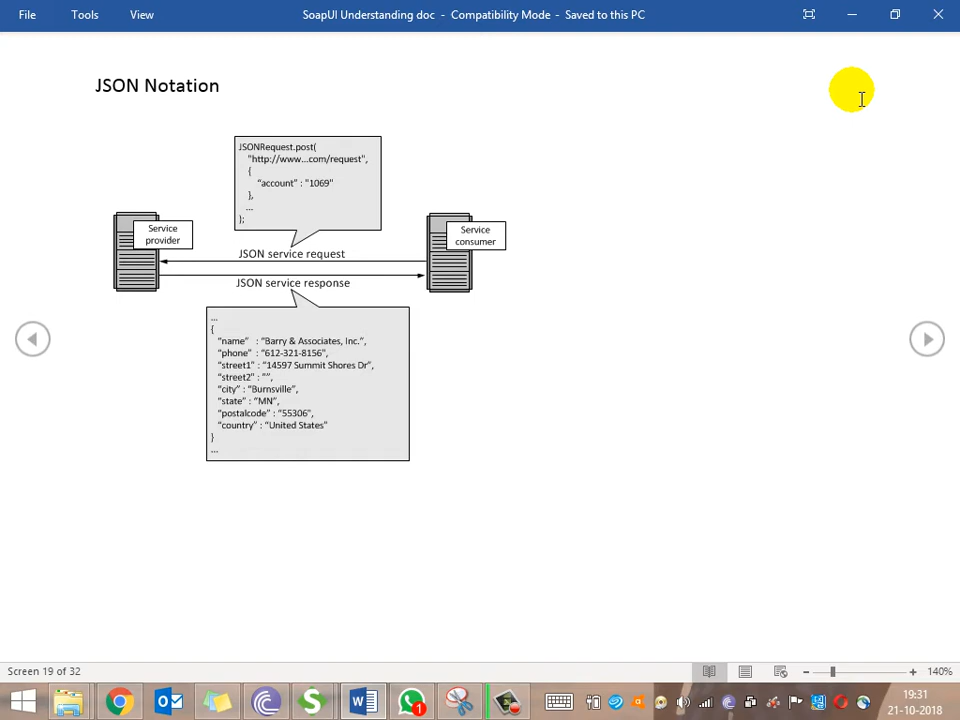 File Tools View SoapUI Understanding doc - Compatibility Mode - Saved to this PC
JSON Notation
JSONRequest.post(
"http://www...com/request",
{
“account” : "1069"
},
...
);
Service
provider
Service
consumer
JSON service request
JSON service response
...
{
“name” : “Barry & Associates, Inc.”,
“phone” : “612-321-8156”,
“street1” : “14597 Summit Shores Dr”,
“street2” : “”,
“city” : “Burnsville”,
“state” : “MN”,
“postalcode” : “55306”,
“country” : “United States”
}
...
Screen 19 of 32
140%
19:31
21-10-2018